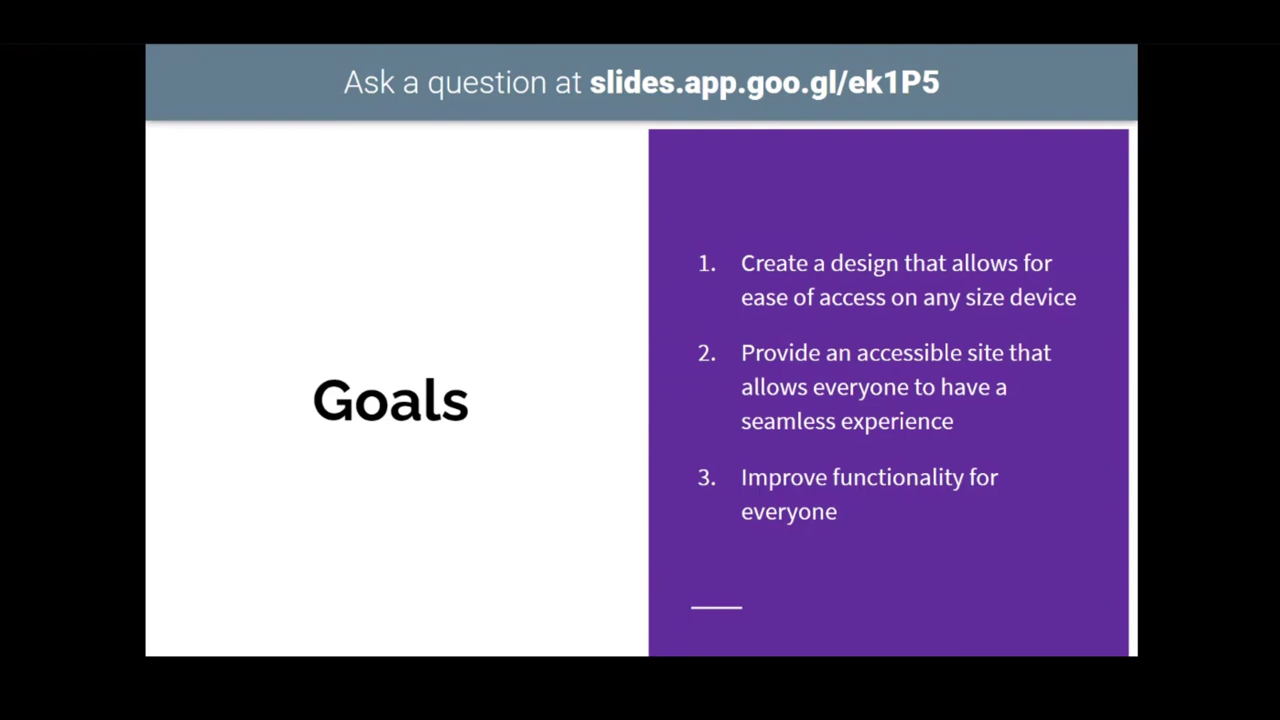 Ask a question at slides.app.goo.gl/ek1P5
Goals
1. Create a design that allows for
ease of access on any size device
2. Provide an accessible site that
allows everyone to have a
seamless experience
3. Improve functionality for
everyone